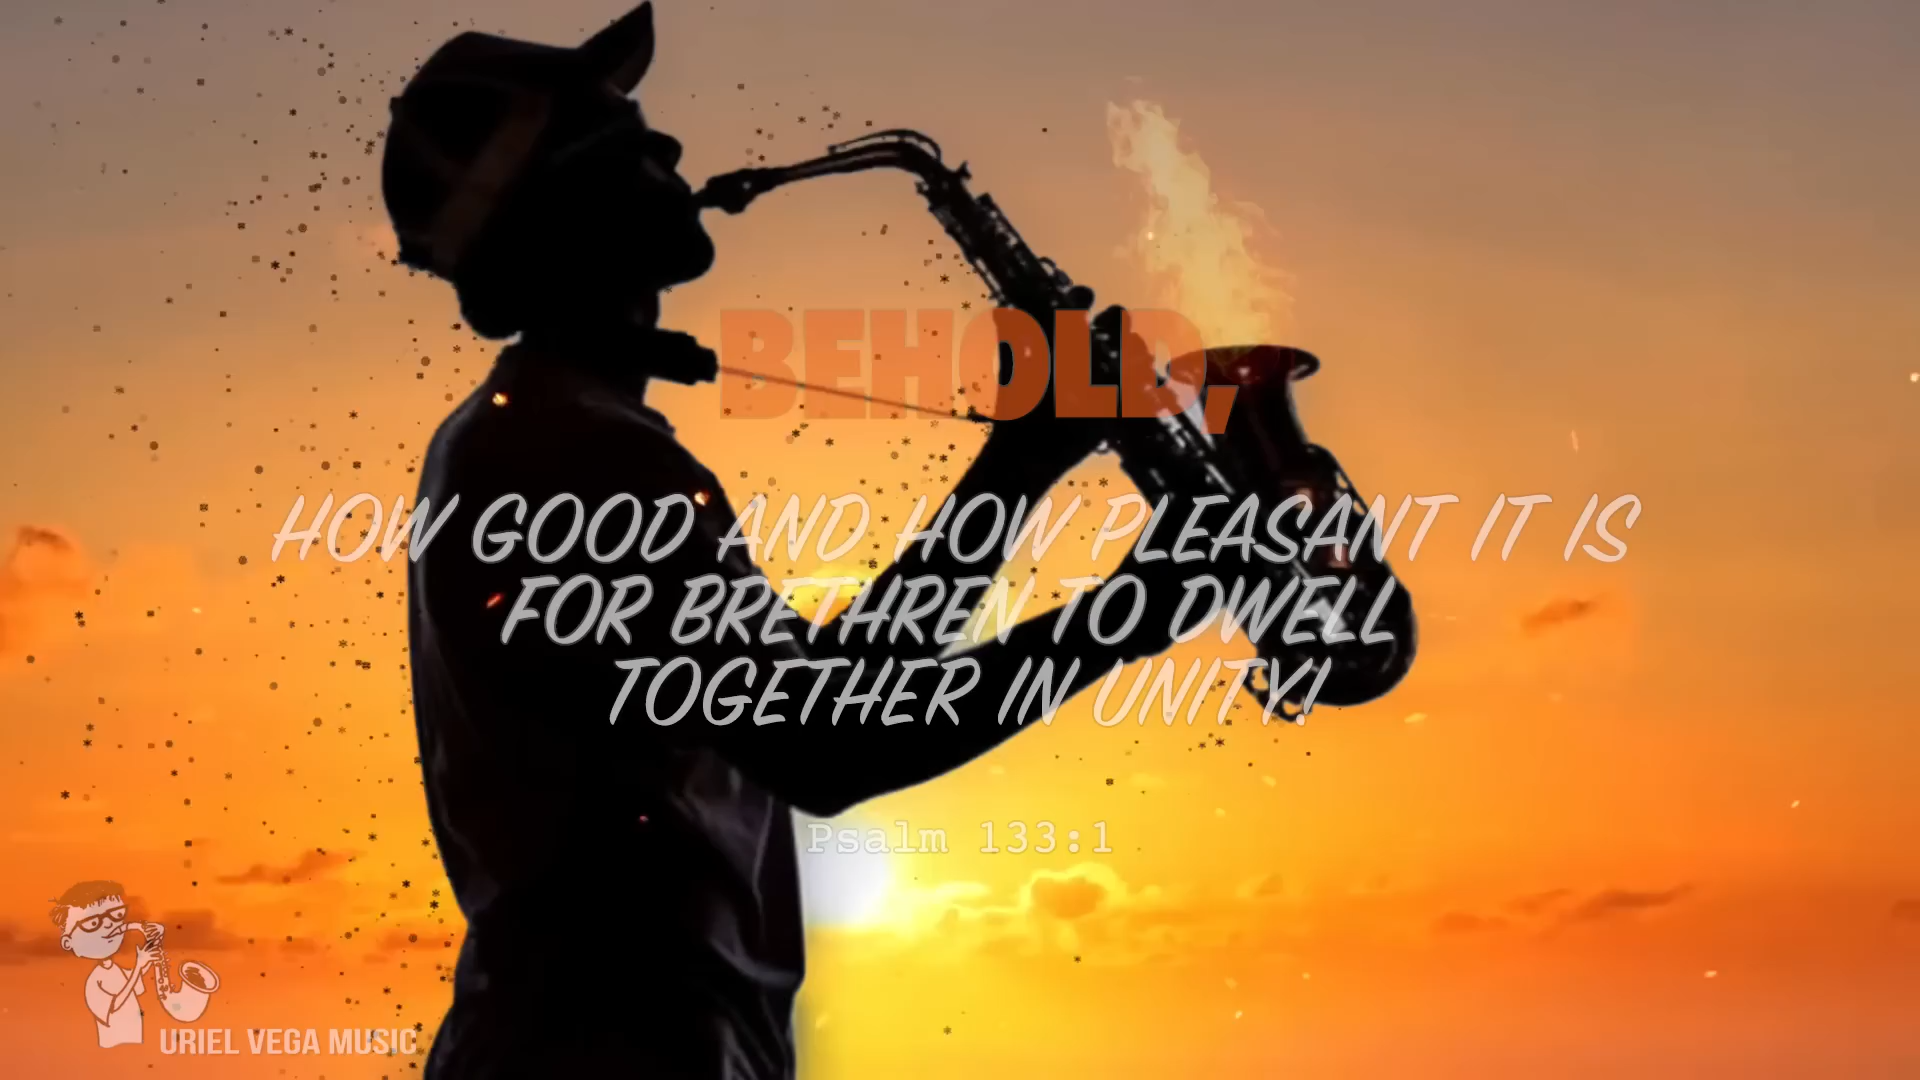 BEHOLD,
HOW GOOD AND HOW PLEASANT IT IS
FOR BRETHREN TO DWELL
TOGETHER IN UNITY!
Psalm 133:1
URIEL VEGA MUSIC